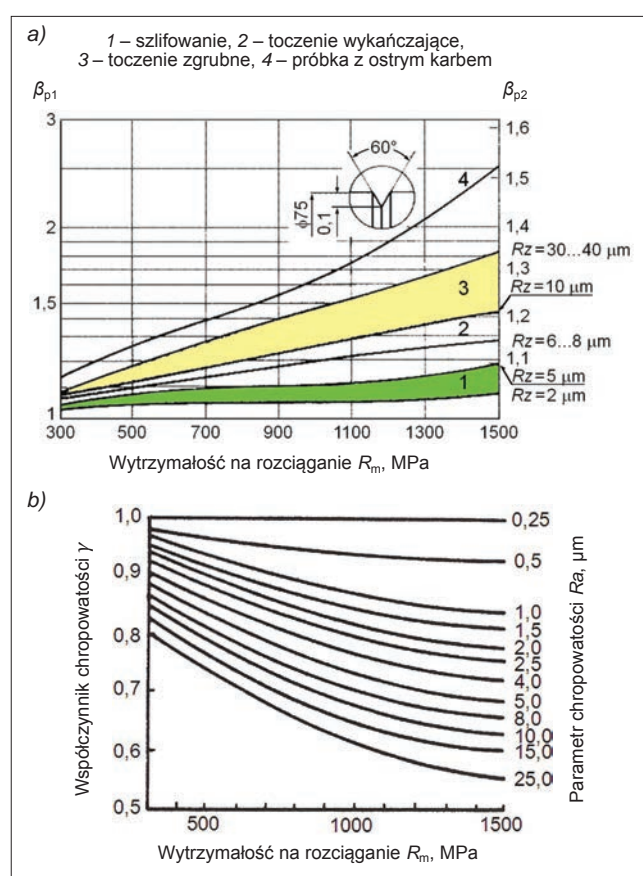 a)
1 – szlifowanie, 2 – toczenie wykańczające,
3 – toczenie zgrubne, 4 – próbka z ostrym karbem
βp1
βp2
3
2
1,5
1
60°
ϕ75
0,1
4
3
2
1
1,6
1,5
1,4
Rz = 30...40 μm
1,3
Rz = 10 μm
1,2
Rz = 6...8 μm
1,1
Rz = 5 μm
Rz = 2 μm
300 500 700 900 1100 1300 1500
Wytrzymałość na rozciąganie Rm, MPa
b)
Współczynnik chropowatości γ
1,0
0,9
0,8
0,7
0,6
0,5
0,25
0,5
1,0
1,5
2,0
2,5
4,0
5,0
8,0
10,0
15,0
25,0
Parametr chropowatości Ra, μm
500 1000 1500
Wytrzymałość na rozciąganie Rm, MPa